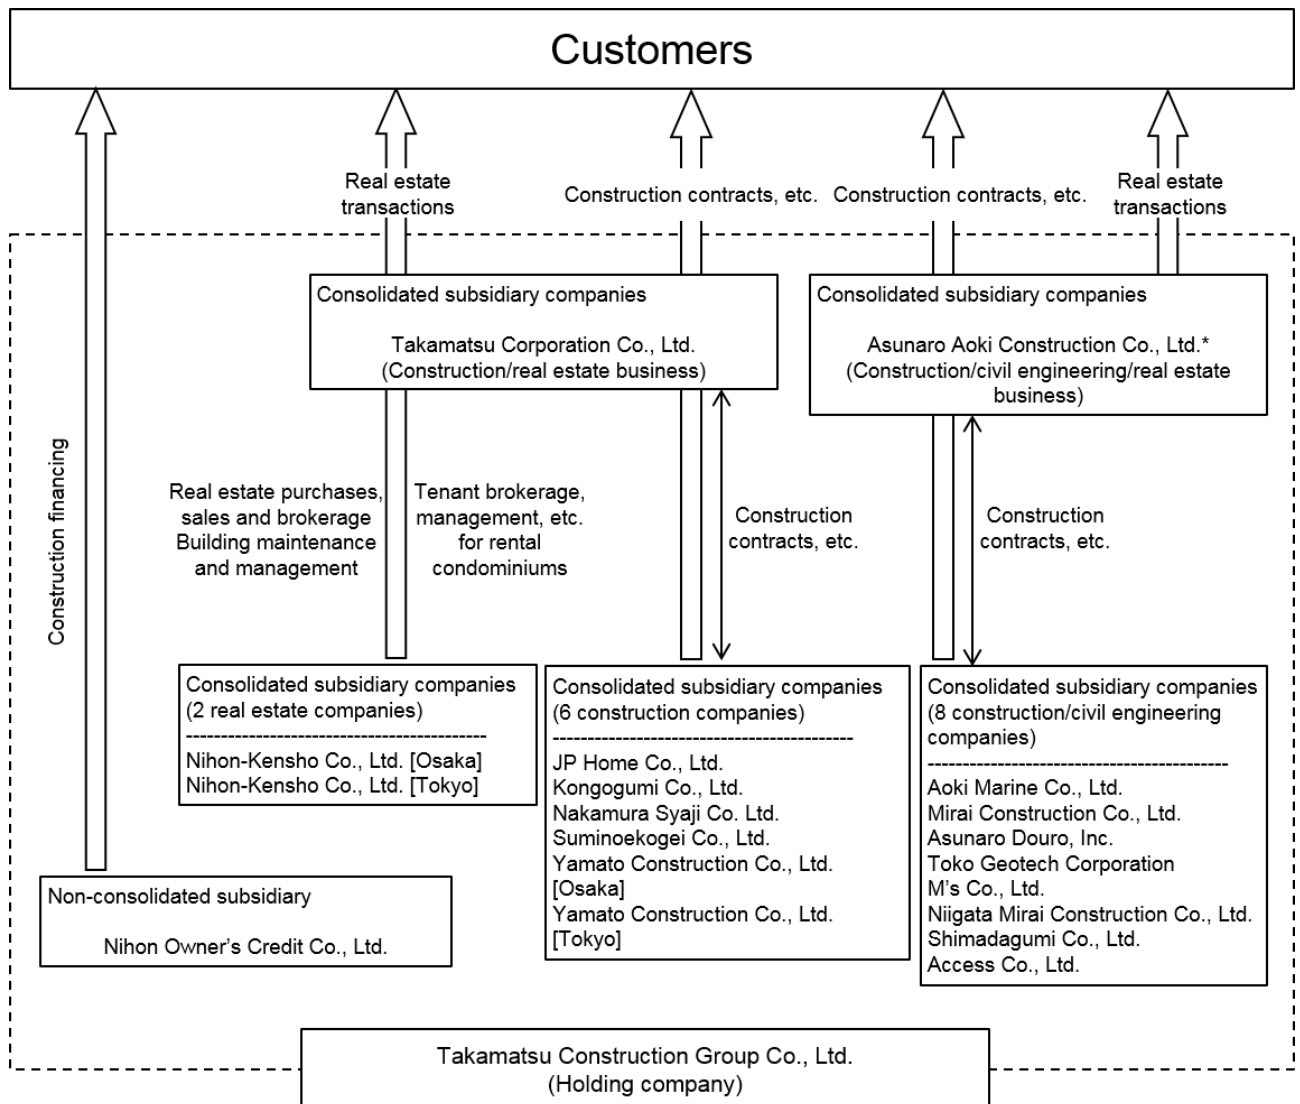 Customers
Real estate
transactions
Construction contracts, etc.
Construction contracts, etc.
Real estate
transactions
Consolidated subsidiary companies
Takamatsu Corporation Co., Ltd.
(Construction/real estate business)
Consolidated subsidiary companies
Asunaro Aoki Construction Co., Ltd.*
(Construction/civil engineering/real estate
business)
Construction financing
Real estate purchases,
sales and brokerage
Building maintenance
and management
Tenant brokerage,
management, etc.
for rental
condominiums
Construction
contracts, etc.
Construction
contracts, etc.
Consolidated subsidiary companies
(2 real estate companies)
Nihon-Kensho Co., Ltd. [Osaka]
Nihon-Kensho Co., Ltd. [Tokyo]
Consolidated subsidiary companies
(6 construction companies)
JP Home Co., Ltd.
Kongogumi Co., Ltd.
Nakamura Syaji Co. Ltd.
Suminoekogei Co., Ltd.
Yamato Construction Co., Ltd.
[Osaka]
Yamato Construction Co., Ltd.
[Tokyo]
Consolidated subsidiary companies
(8 construction/civil engineering
companies)
Aoki Marine Co., Ltd.
Mirai Construction Co., Ltd.
Asunaro Douro, Inc.
Toko Geotech Corporation
M's Co., Ltd.
Niigata Mirai Construction Co., Ltd.
Shimadagumi Co., Ltd.
Access Co., Ltd.
Non-consolidated subsidiary
Nihon Owner's Credit Co., Ltd.
Takamatsu Construction Group Co., Ltd.
(Holding company)